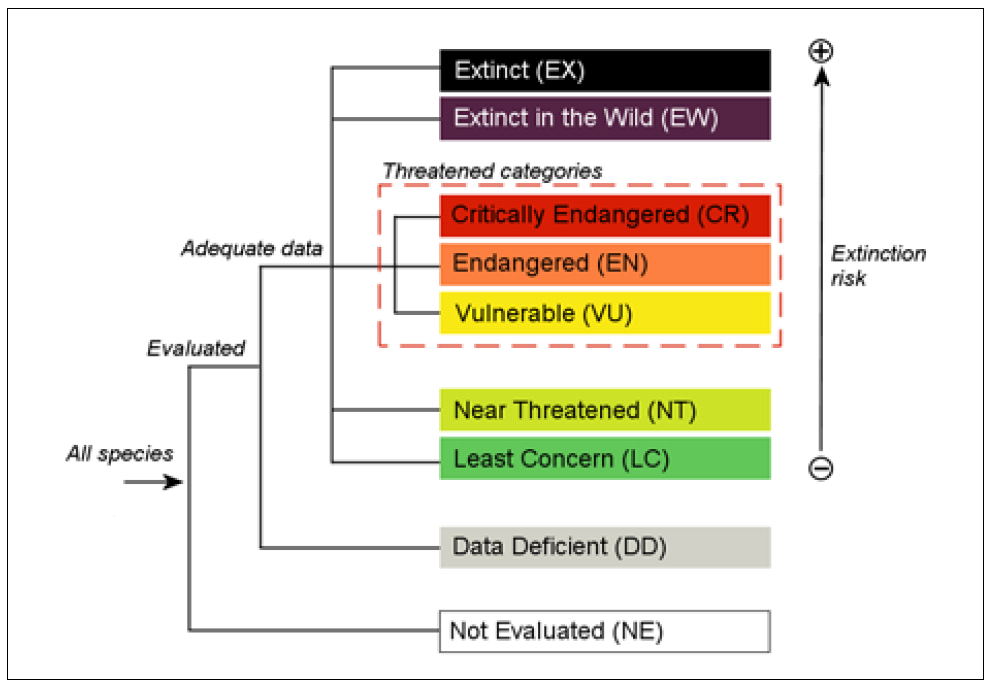 Extinct (EX)
Extinct in the Wild (EW)
Threatened categories
Critically Endangered (CR)
Adequate data
Endangered (EN)
Extinction
risk
Vulnerable (VU)
Evaluated
Near Threatened (NT)
All species
Least Concern (LC)
Data Deficient (DD)
Not Evaluated (NE)